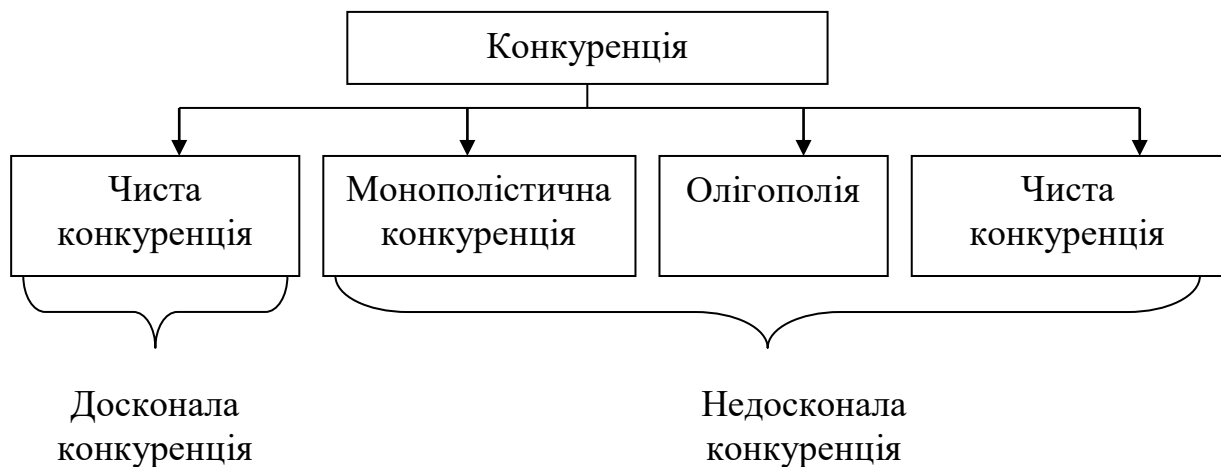 Конкуренція
Чиста
конкуренція
Монополістична
конкуренція
Олігополія
Чиста
конкуренція
Досконала
конкуренція
Недосконала
конкуренція